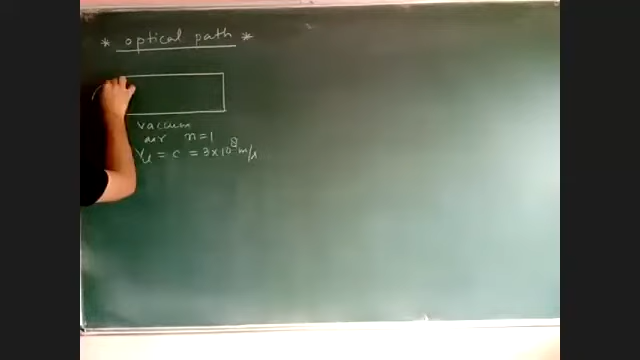 * optical path *
vacuum
air n=1
= c = 3×10⁸ m/s